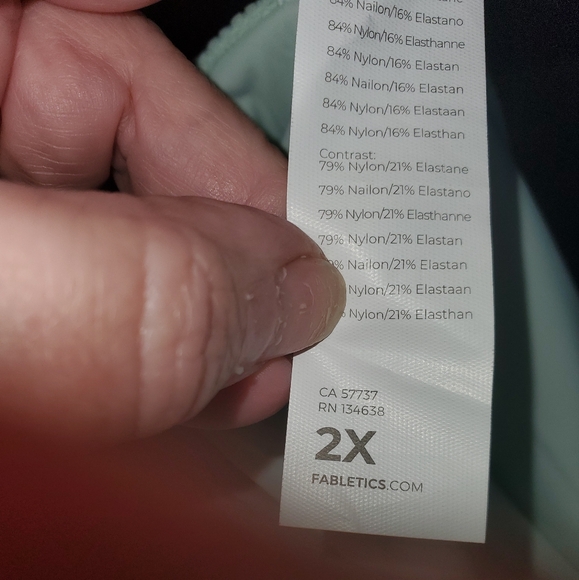 84% Nailon/16% Elastano
84% Nylon/16% Elasthanne
84% Nylon/16% Elastan
84% Nailon/16% Elastan
84% Nylon/16% Elastaan
84% Nylon/16% Elasthan
Contrast:
79% Nylon/21% Elastane
79% Nailon/21% Elastano
79% Nylon/21% Elasthanne
79% Nylon/21% Elastan
% Nailon/21% Elastan
Nylon/21% Elastaan
% Nylon/21% Elasthan
CA 57737
RN 134638
2X
FABLETICS.COM